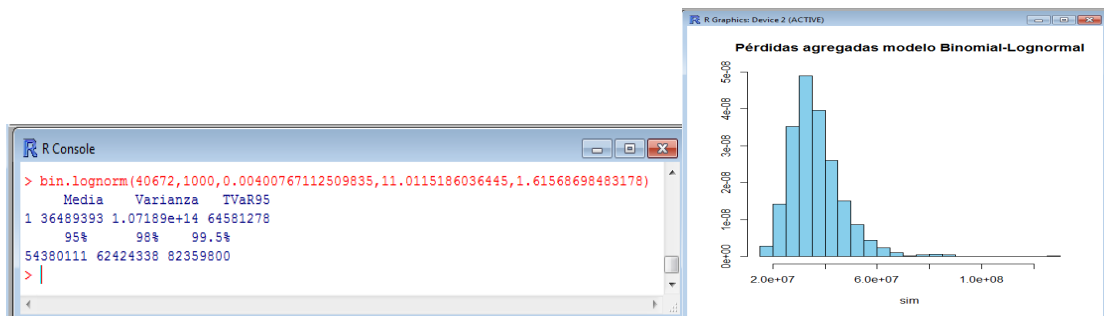 R Console
> bin.lognorm(40672,1000,0.00400767112509835,11.0115186036445,1.61568698483178)
Media Varianza TVaR95
1 36489393 1.07189e+14 64581278
95% 98% 99.5%
54380111 62424338 82359800
>
R Graphics: Device 2 (ACTIVE)
Pérdidas agregadas modelo Binomial-Lognormal
5e-08
4e-08
3e-08
2e-08
1e-08
0e+00
2.0e+07 6.0e+07 1.0e+08
sim